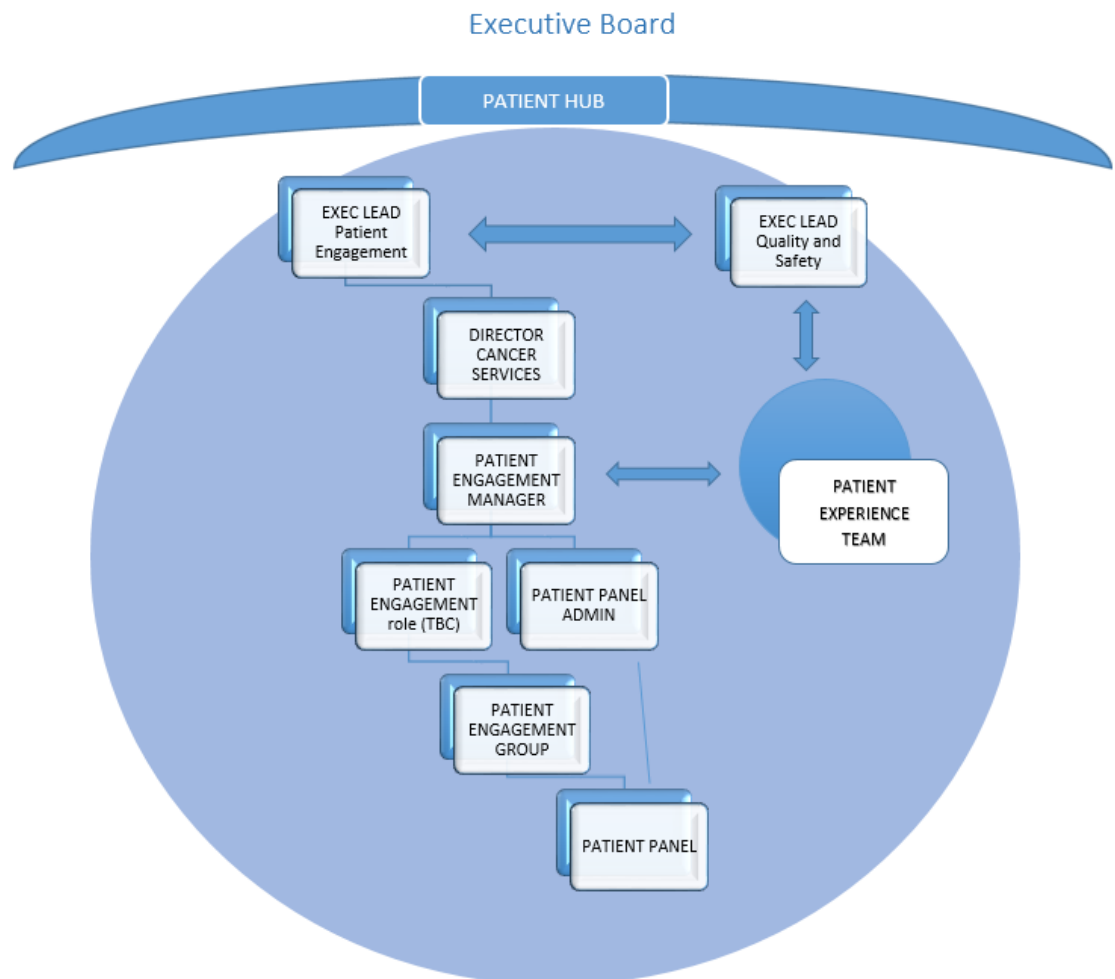 Executive Board
PATIENT HUB
EXEC LEAD
Patient
Engagement
EXEC LEAD
Quality and
Safety
DIRECTOR
CANCER
SERVICES
PATIENT
ENGAGEMENT
MANAGER
PATIENT
EXPERIENCE
TEAM
PATIENT
ENGAGEMENT
role (TBC)
PATIENT PANEL
ADMIN
PATIENT
ENGAGEMENT
GROUP
PATIENT PANEL